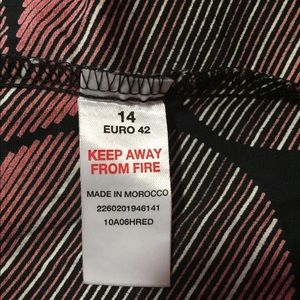 14
EURO 42
KEEP AWAY
FROM FIRE
MADE IN MOROCCO
2260201946141
10A06HRED